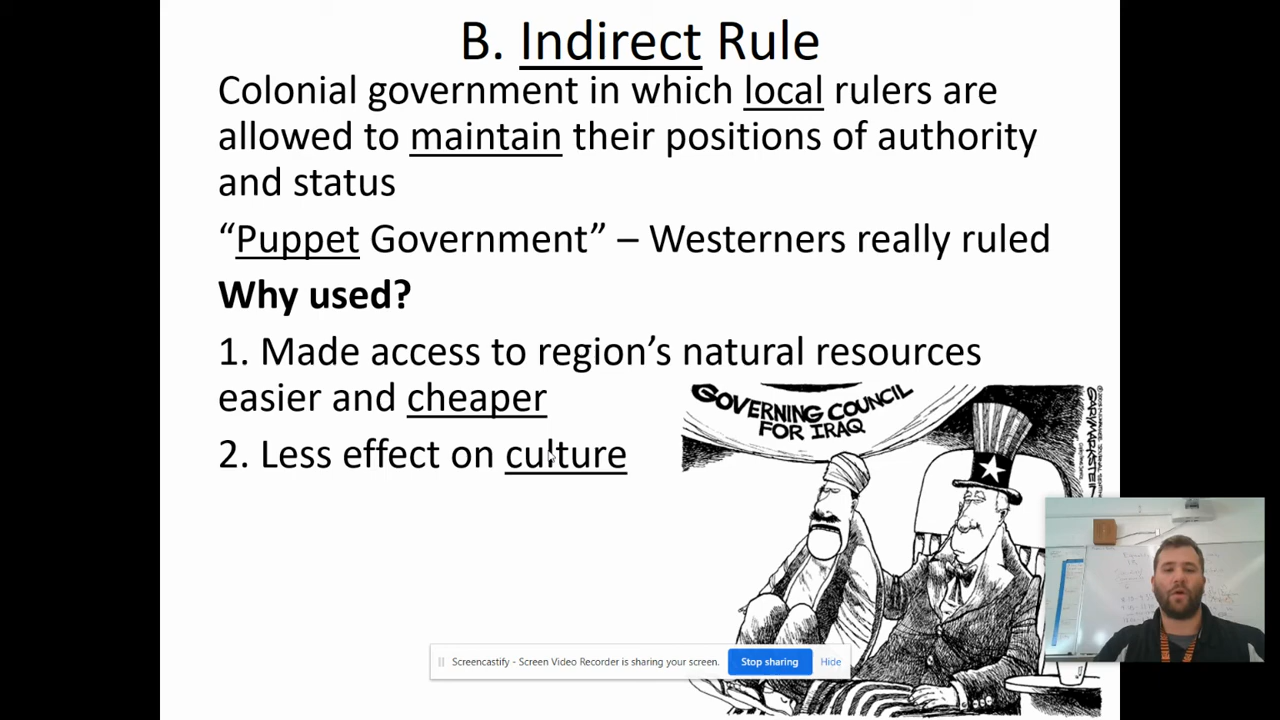 B. Indirect Rule
Colonial government in which local rulers are
allowed to maintain their positions of authority
and status
“Puppet Government” – Westerners really ruled
Why used?
1. Made access to region’s natural resources
easier and cheaper
2. Less effect on culture
GOVERNING COUNCIL
FOR IRAQ
Screencastify - Screen Video Recorder is sharing your screen.
Stop sharing
Hide